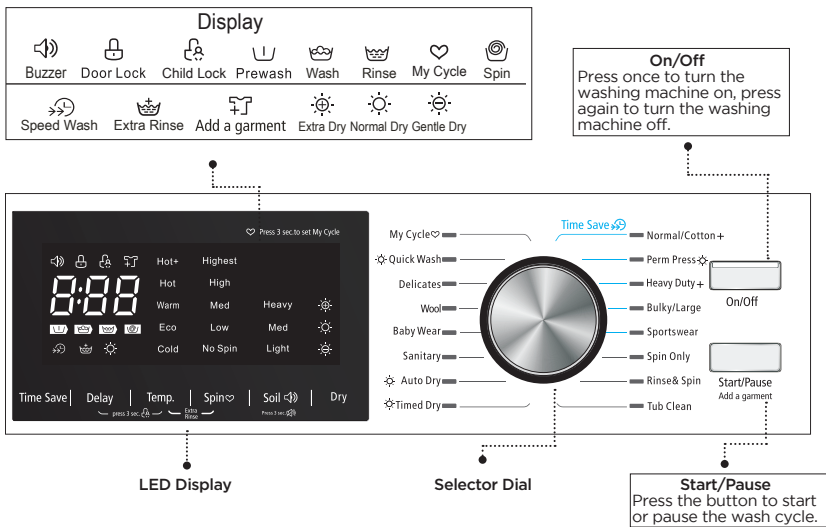 Display
Buzzer Door Lock Child Lock Prewash Wash Rinse My Cycle Spin
Speed Wash Extra Rinse Add a garment Extra Dry Normal Dry Gentle Dry
On/Off
Press once to turn the
washing machine on, press
again to turn the washing
machine off.
Press 3 sec.to set My Cycle
Hot+ Highest
8:88 Hot High
Warm Med Heavy
Eco Low Med
Cold No Spin Light
Time Save Delay Temp. Spin Soil Dry
press 3 sec. Extra Rinse Press 3 sec.
My Cycle
Quick Wash
Delicates
Wool
Baby Wear
Sanitary
Auto Dry
Timed Dry
Time Save
Normal/Cotton+
Perm Press
Heavy Duty+
Bulky/Large
Sportswear
Spin Only
Rinse& Spin
Tub Clean
On/Off
Start/Pause
Add a garment
LED Display
Selector Dial
Start/Pause
Press the button to start
or pause the wash cycle.